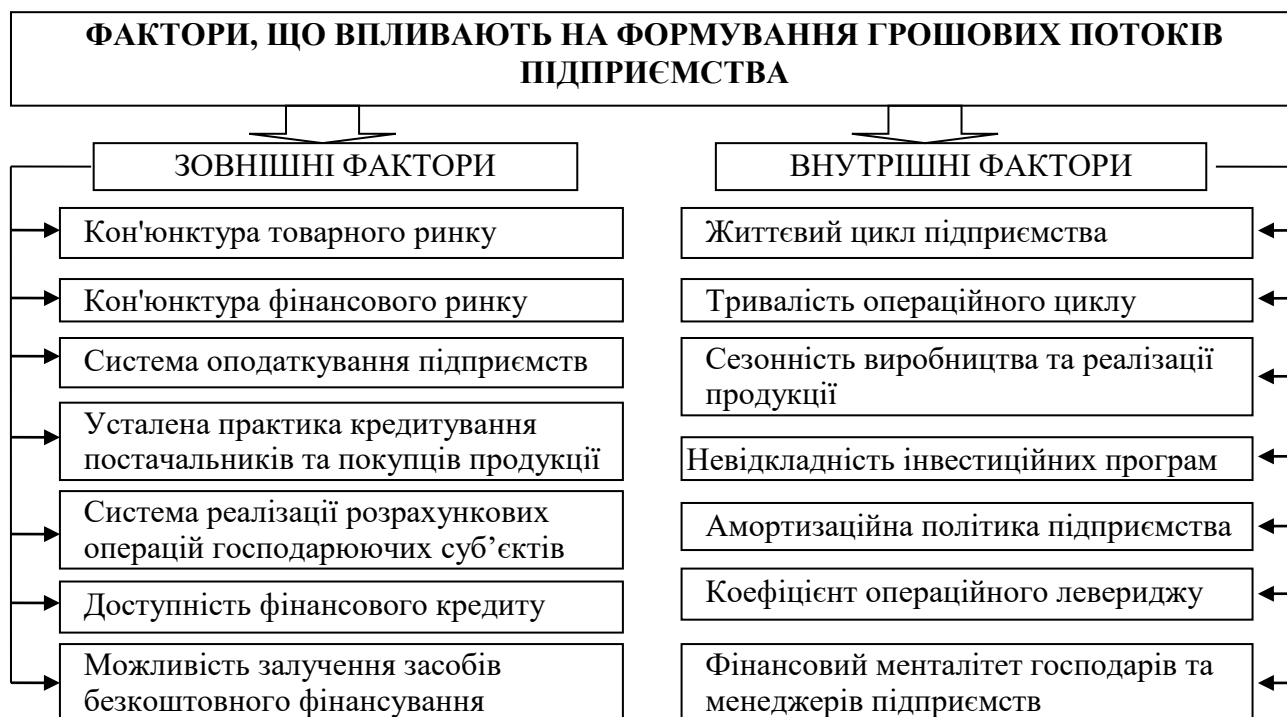 ФАКТОРИ, ЩО ВПЛИВАЮТЬ НА ФОРМУВАННЯ ГРОШОВИХ ПОТОКІВ
ПІДПРИЄМСТВА
ЗОВНІШНІ ФАКТОРИ
Кон'юнктура товарного ринку
Кон'юнктура фінансового ринку
Система оподаткування підприємств
Усталена практика кредитування
постачальників та покупців продукції
Система реалізації розрахункових
операцій господарюючих суб’єктів
Доступність фінансового кредиту
Можливість залучення засобів
безкоштовного фінансування
ВНУТРІШНІ ФАКТОРИ
Життєвий цикл підприємства
Тривалість операційного циклу
Сезонність виробництва та реалізації
продукції
Невідкладність інвестиційних програм
Амортизаційна політика підприємства
Коефіцієнт операційного левериджу
Фінансовий менталітет господарів та
менеджерів підприємств